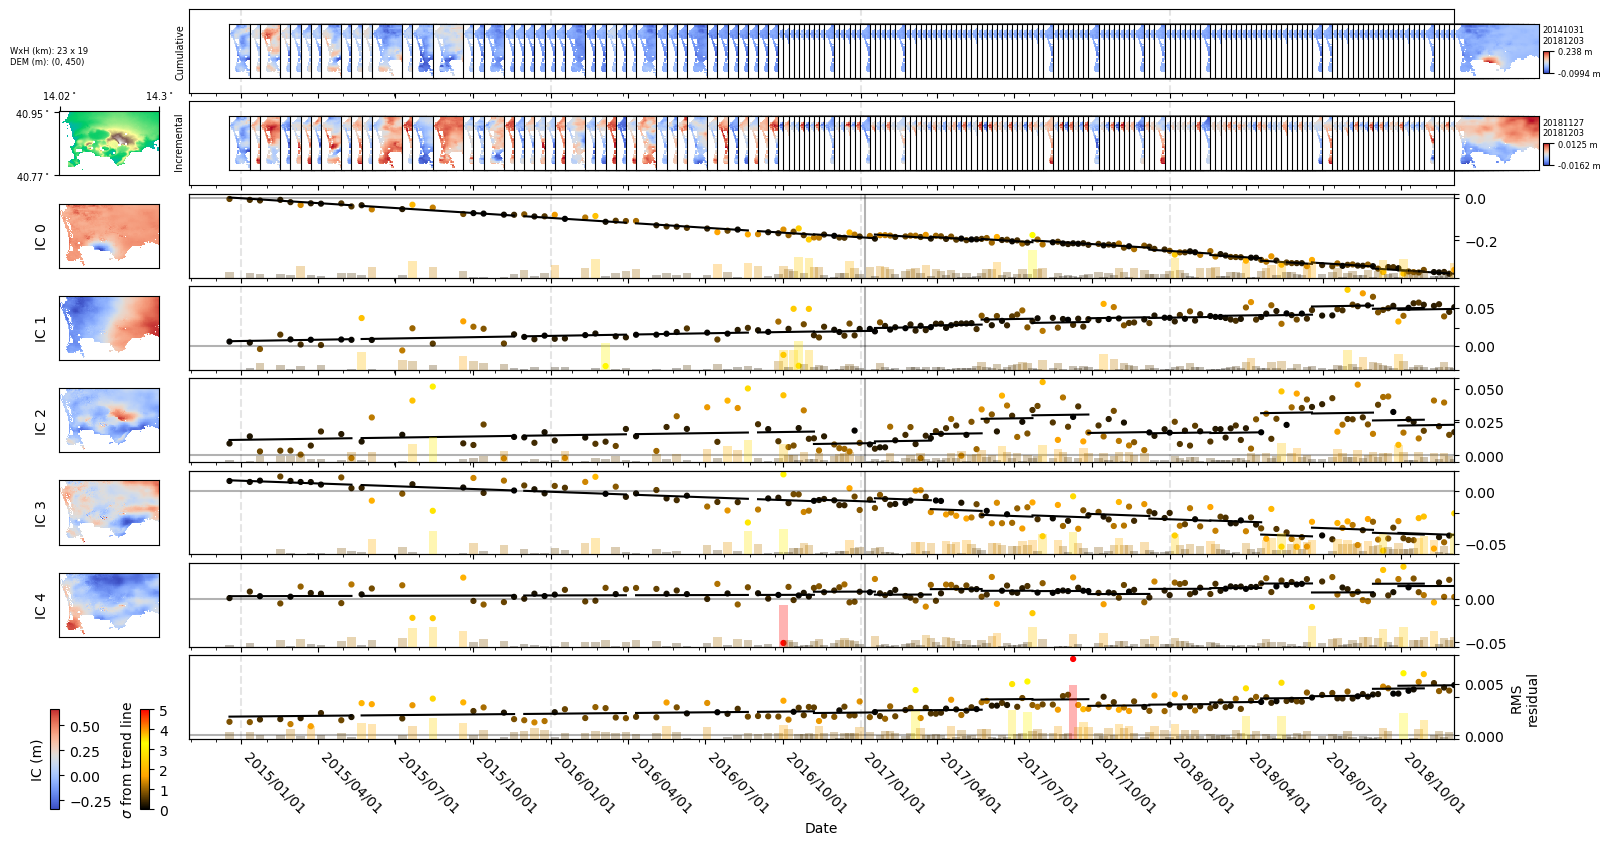 WxH (km): 23 x 19
DEM (m): (0, 450)
14.02° 14.3°
40.95°
40.77°
Cumulative
20141031
20181203
0.238 m
-0.0994 m
Incremental
20181127
20181203
0.0125 m
-0.0162 m
IC 0
0.0
−0.2
IC 1
0.05
0.00
IC 2
0.050
0.025
0.000
IC 3
0.00
−0.05
IC 4
0.00
−0.05
RMS
residual
0.005
0.000
IC (m)
0.50
0.25
0.00
−0.25
σ from trend line
5
4
3
2
1
0
2015/01/01
2015/04/01
2015/07/01
2015/10/01
2016/01/01
2016/04/01
2016/07/01
2016/10/01
2017/01/01
2017/04/01
2017/07/01
2017/10/01
2018/01/01
2018/04/01
2018/07/01
2018/10/01
Date